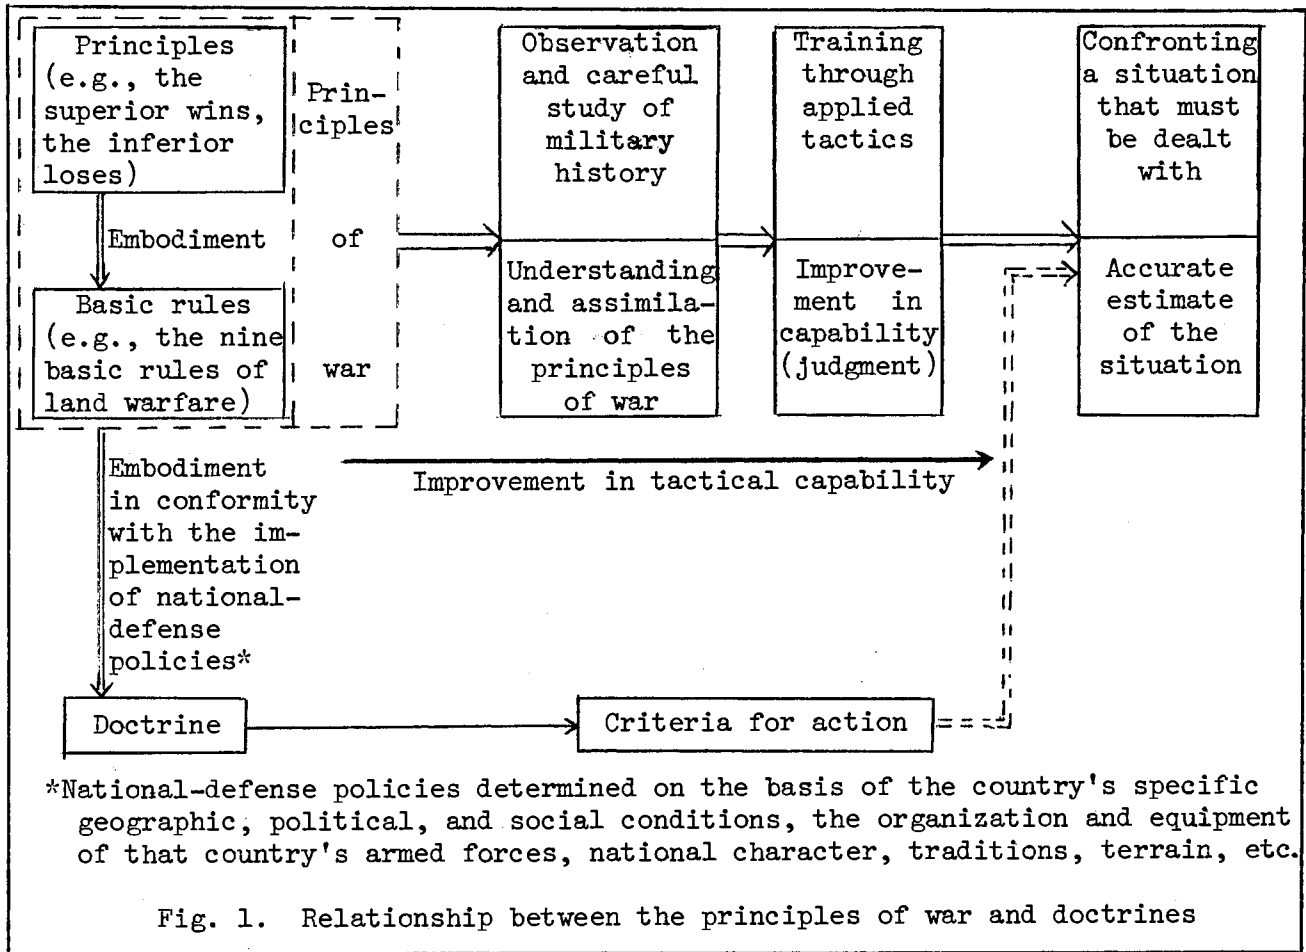 Principles
(e.g., the
superior wins,
the inferior
loses)
Embodiment
Basic rules
(e.g., the nine
basic rules of
land warfare)
Prin-
ciples
of
war
Observation
and careful
study of
military
history
Understanding
and assimila-
tion of the
principles
of war
Training
through
applied
tactics
Improve-
ment in
capability
(judgment)
Confronting
a situation
that must
be dealt
with
Accurate
estimate
of the
situation
Embodiment
in conformity
with the im-
plementation
of national-
defense
policies*
Improvement in tactical capability
Doctrine
Criteria for action
*National-defense policies determined on the basis of the country's specific
geographic, political, and social conditions, the organization and equipment
of that country's armed forces, national character, traditions, terrain, etc.
Fig. 1. Relationship between the principles of war and doctrines